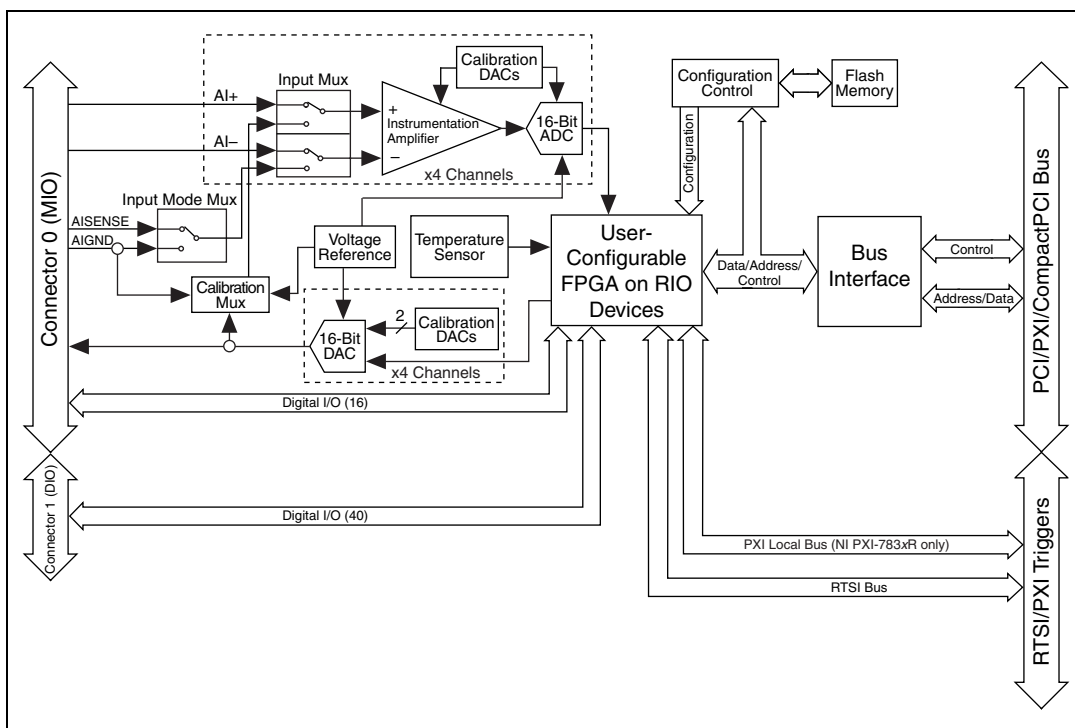 Calibration
DACs
Input Mux
AI+
+
Instrumentation
Amplifier
–
AI–
16-Bit
ADC
x4 Channels
Configuration
Control
Flash
Memory
Configuration
Connector 0 (MIO)
Input Mode Mux
AISENSE
AIGND
Voltage
Reference
Temperature
Sensor
User-
Configurable
FPGA on RIO
Devices
Data/Address/
Control
Bus
Interface
Control
Address/Data
PCI/PXI/CompactPCI Bus
Calibration
Mux
2
Calibration
DACs
16-Bit
DAC
x4 Channels
Digital I/O (16)
Connector 1 (DIO)
Digital I/O (40)
PXI Local Bus (NI PXI-783xR only)
RTSI Bus
RTSI/PXI Triggers